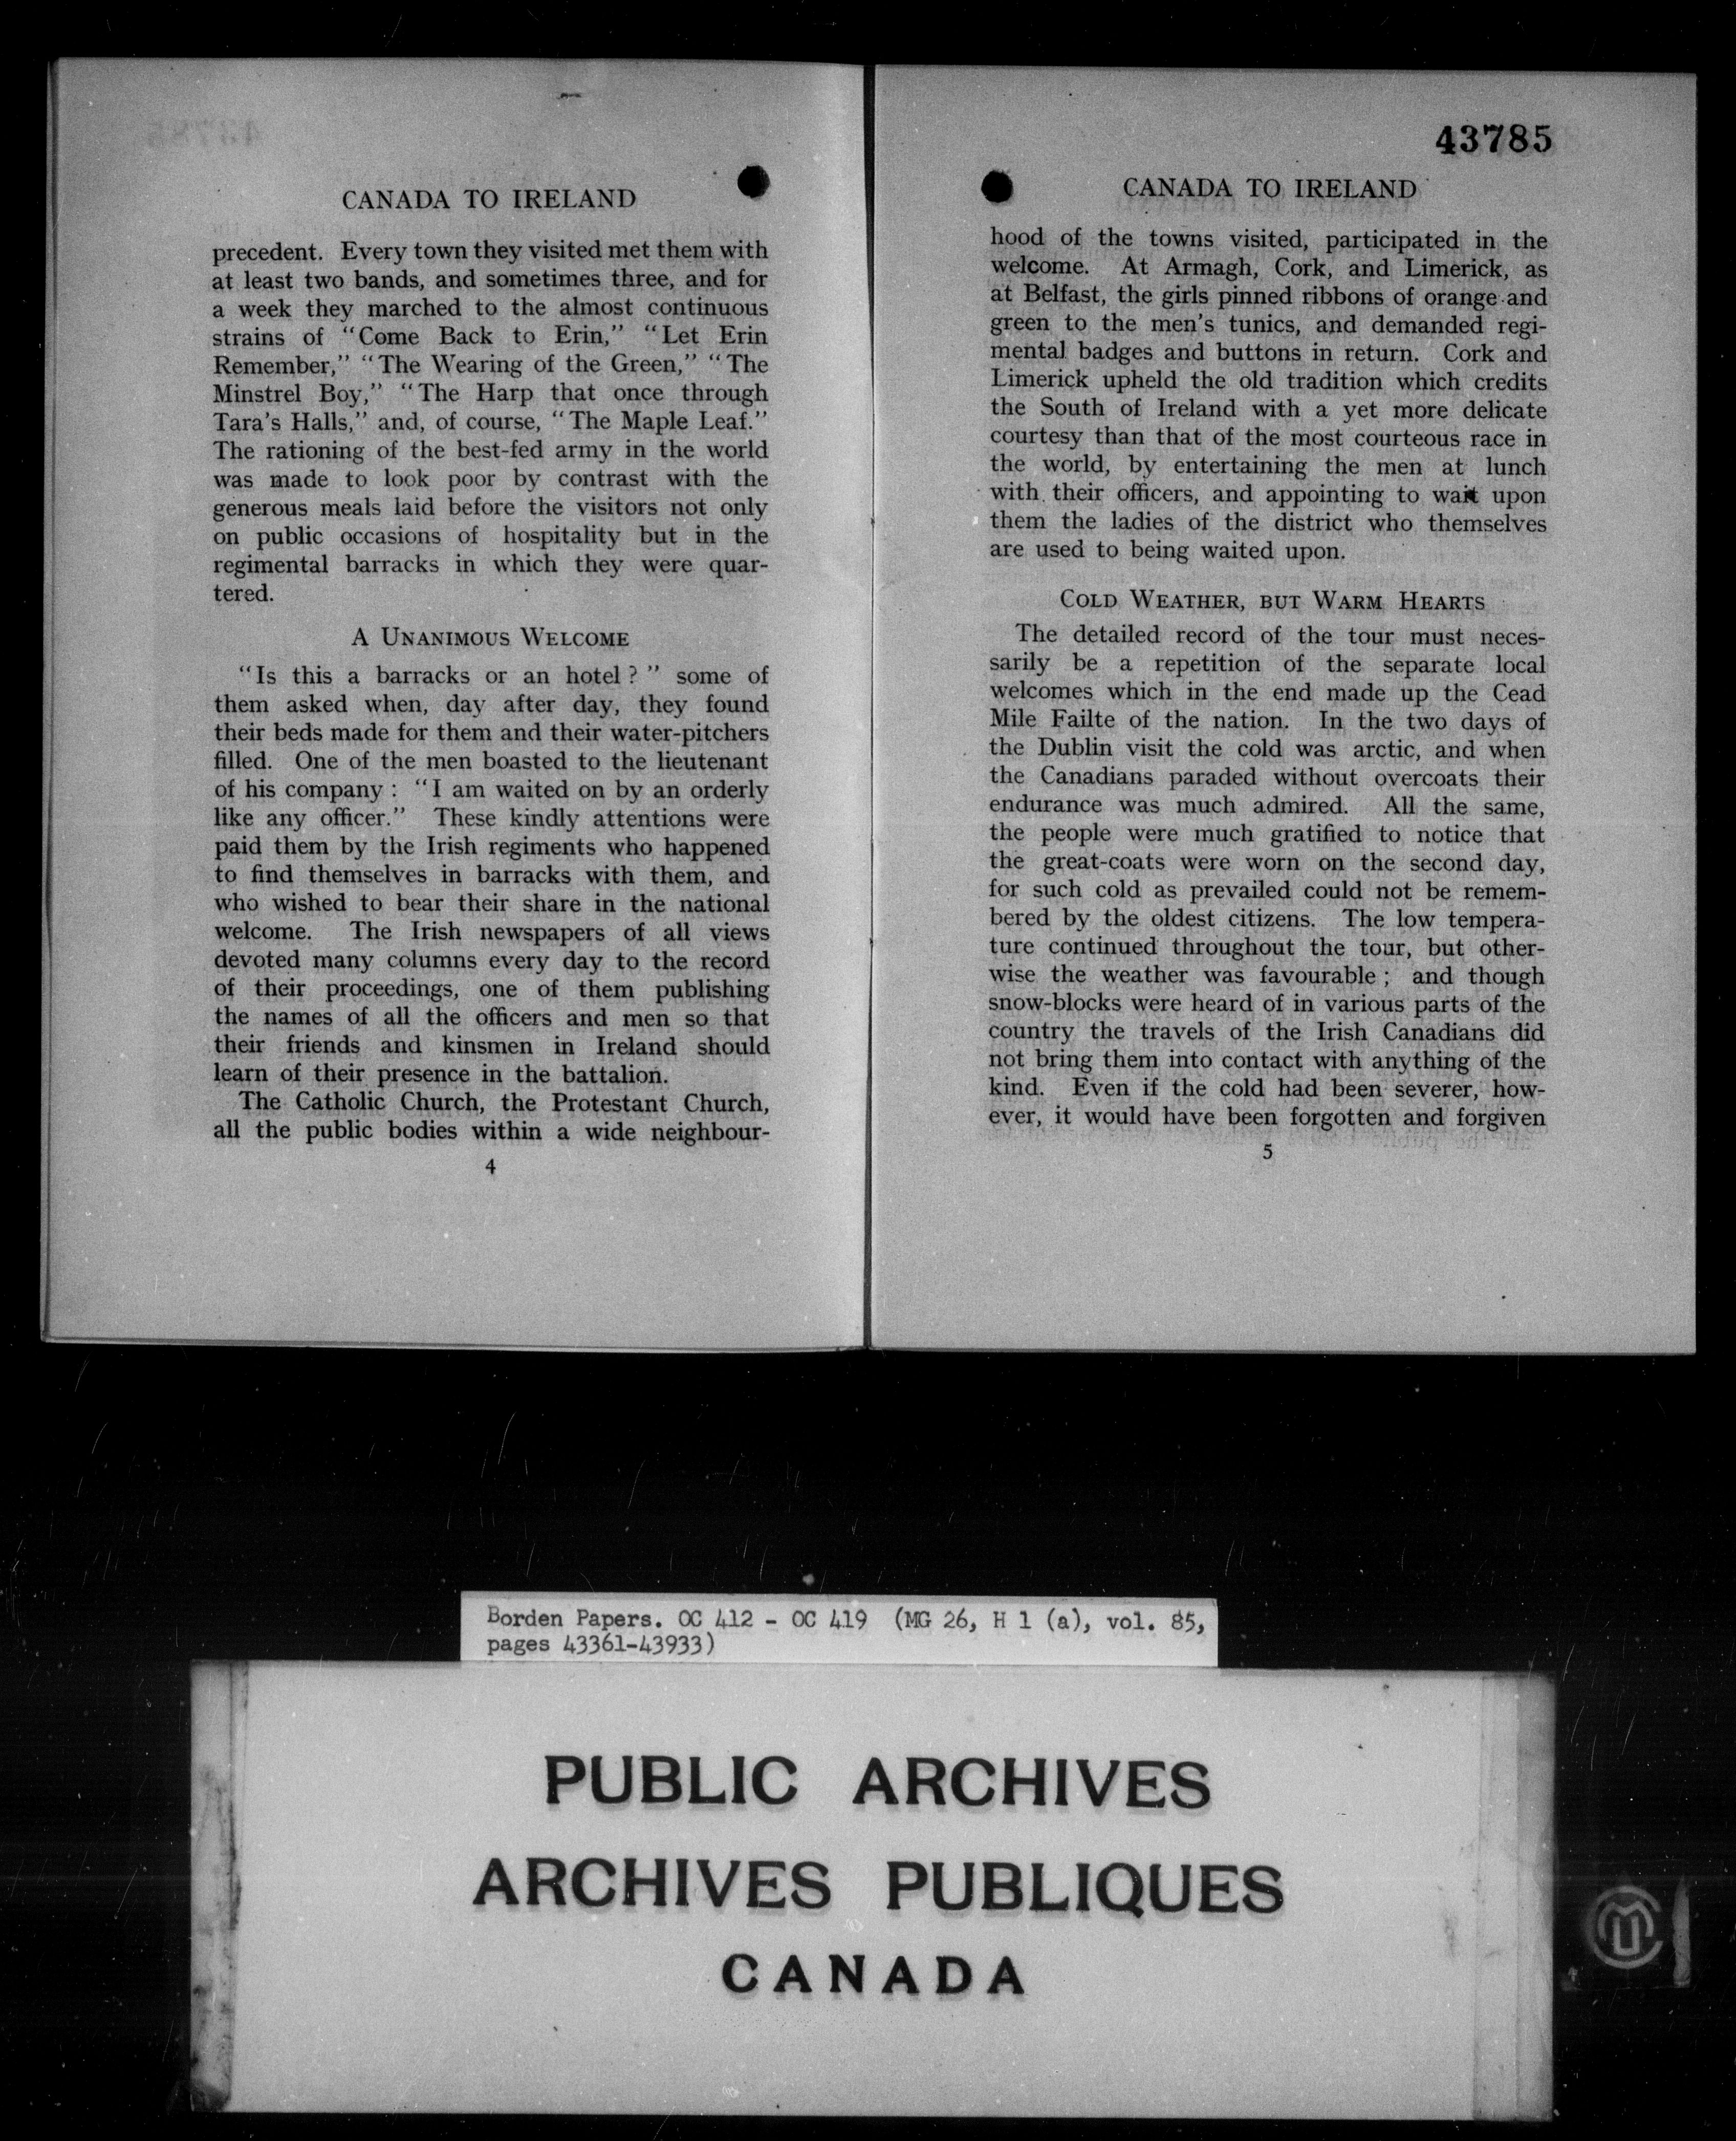 CANADA TO IRELAND
precedent. Every town they visited met them with
at least two bands, and sometimes three, and for
a week they marched to the almost continuous
strains of "Come Back to Erin," "Let Erin
Remember," "The Wearing of the Green," "The
Minstrel Boy," "The Harp that once through
Tara's Halls," and, of course, "The Maple Leaf."
The rationing of the best-fed army in the world
was made to look poor by contrast with the
generous meals laid before the visitors not only
on public occasions of hospitality but in the
regimental barracks in which they were quar-
tered.
A UNANIMOUS WELCOME
"Is this a barracks or an hotel ? " some of
them asked when, day after day, they found
their beds made for them and their water-pitchers
filled. One of the men boasted to the lieutenant
of his company : "I am waited on by an orderly
like any officer." These kindly attentions were
paid them by the Irish regiments who happened
to find themselves in barracks with them, and
who wished to bear their share in the national
welcome. The Irish newspapers of all views
devoted many columns every day to the record
of their proceedings, one of them publishing
the names of all the officers and men so that
their friends and kinsmen in Ireland should
learn of their presence in the battalion.
The Catholic Church, the Protestant Church,
all the public bodies within a wide neighbour-
4
43785
CANADA TO IRELAND
hood of the towns visited, participated in the
welcome. At Armagh, Cork, and Limerick, as
at Belfast, the girls pinned ribbons of orange and
green to the men's tunics, and demanded regi-
mental badges and buttons in return. Cork and
Limerick upheld the old tradition which credits
the South of Ireland with a yet more delicate
courtesy than that of the most courteous race in
the world, by entertaining the men at lunch
with their officers, and appointing to wait upon
them the ladies of the district who themselves
are used to being waited upon.
COLD WEATHER, BUT WARM HEARTS
The detailed record of the tour must neces-
sarily be a repetition of the separate local
welcomes which in the end made up the Cead
Mile Failte of the nation. In the two days of
the Dublin visit the cold was arctic, and when
the Canadians paraded without overcoats their
endurance was much admired. All the same,
the people were much gratified to notice that
the great-coats were worn on the second day,
for such cold as prevailed could not be remem-
bered by the oldest citizens. The low tempera-
ture continued throughout the tour, but other-
wise the weather was favourable ; and though
snow-blocks were heard of in various parts of the
country the travels of the Irish Canadians did
not bring them into contact with anything of the
kind. Even if the cold had been severer, how-
ever, it would have been forgotten and forgiven
5
Borden Papers. OC 412 - OC 419 (MG 26, H 1 (a), vol. 85,
pages 43361-43933)
PUBLIC ARCHIVES
ARCHIVES PUBLIQUES
CANADA